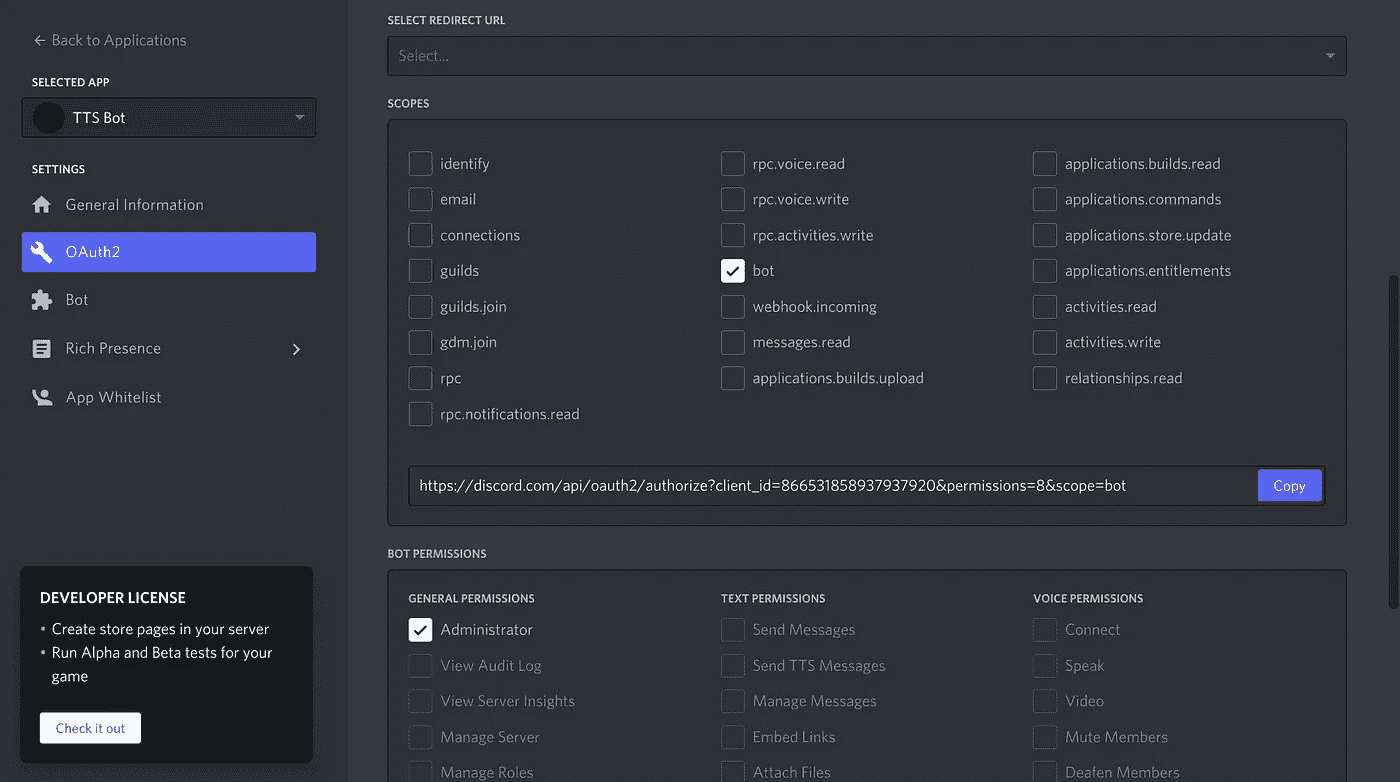 ← Back to Applications
SELECTED APP
TTS Bot
SETTINGS
General Information
OAuth2
Bot
Rich Presence
App Whitelist
DEVELOPER LICENSE
• Create store pages in your server
• Run Alpha and Beta tests for your
game
Check it out
SELECT REDIRECT URL
Select...
SCOPES
identify
email
connections
guilds
guilds.join
gdm.join
rpc
rpc.notifications.read
rpc.voice.read
rpc.voice.write
rpc.activities.write
bot
webhook.incoming
messages.read
applications.builds.upload
applications.builds.read
applications.commands
applications.store.update
applications.entitlements
activities.read
activities.write
relationships.read
https://discord.com/api/oauth2/authorize?client_id=866531858937937920&permissions=8&scope=bot
Copy
BOT PERMISSIONS
GENERAL PERMISSIONS
Administrator
View Audit Log
View Server Insights
Manage Server
Manage Roles
TEXT PERMISSIONS
Send Messages
Send TTS Messages
Manage Messages
Embed Links
Attach Files
VOICE PERMISSIONS
Connect
Speak
Video
Mute Members
Deafen Members